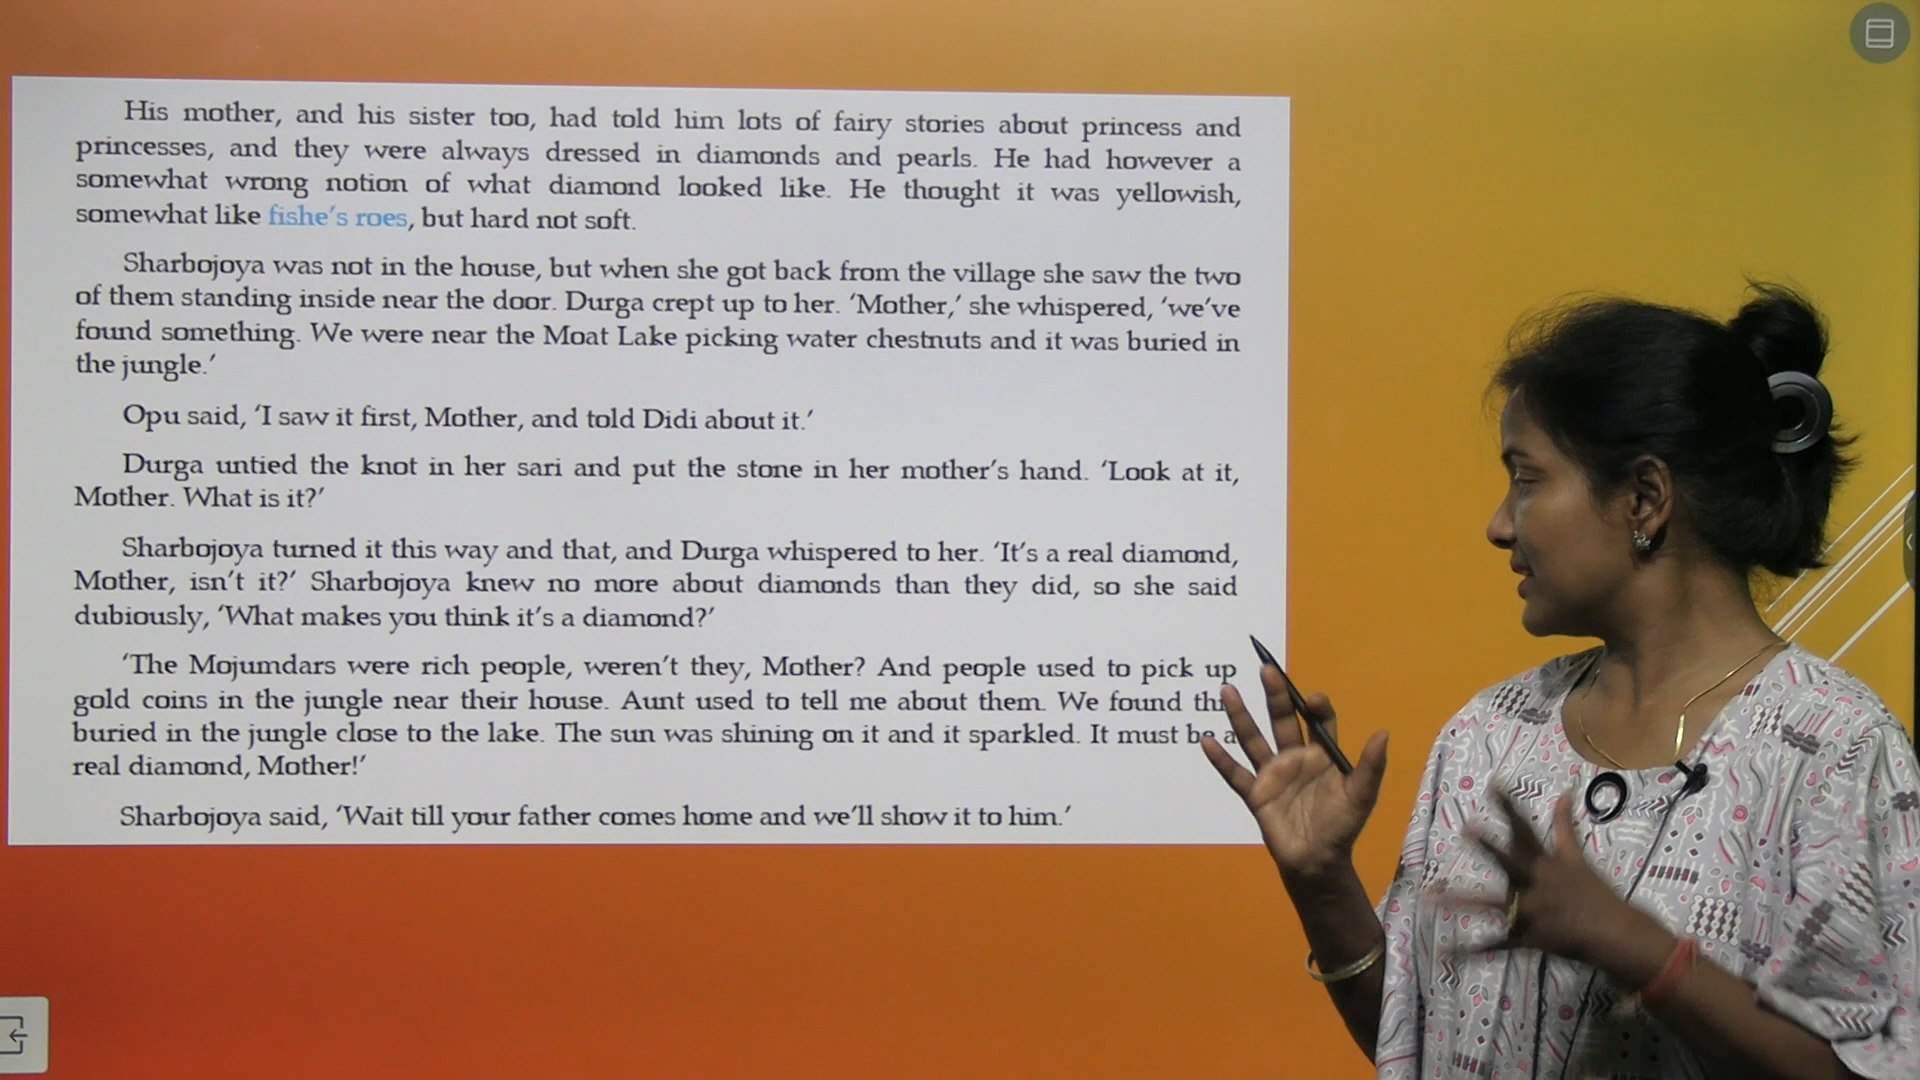 His mother, and his sister too, had told him lots of fairy stories about princess and
princesses, and they were always dressed in diamonds and pearls. He had however a
somewhat wrong notion of what diamond looked like. He thought it was yellowish,
somewhat like fishe's roes, but hard not soft.
Sharbojoya was not in the house, but when she got back from the village she saw the two
of them standing inside near the door. Durga crept up to her. 'Mother,' she whispered, 'we've
found something. We were near the Moat Lake picking water chestnuts and it was buried in
the jungle.'
Opu said, 'I saw it first, Mother, and told Didi about it.'
Durga untied the knot in her sari and put the stone in her mother's hand. 'Look at it,
Mother. What is it?'
Sharbojoya turned it this way and that, and Durga whispered to her. 'It's a real diamond,
Mother, isn't it?' Sharbojoya knew no more about diamonds than they did, so she said
dubiously, 'What makes you think it's a diamond?'
'The Mojumdars were rich people, weren't they, Mother? And people used to pick up
gold coins in the jungle near their house. Aunt used to tell me about them. We found
buried in the jungle close to the lake. The sun was shining on it and it sparkled. It must be a
real diamond, Mother!'
Sharbojoya said, 'Wait till your father comes home and we'll show it to him.'